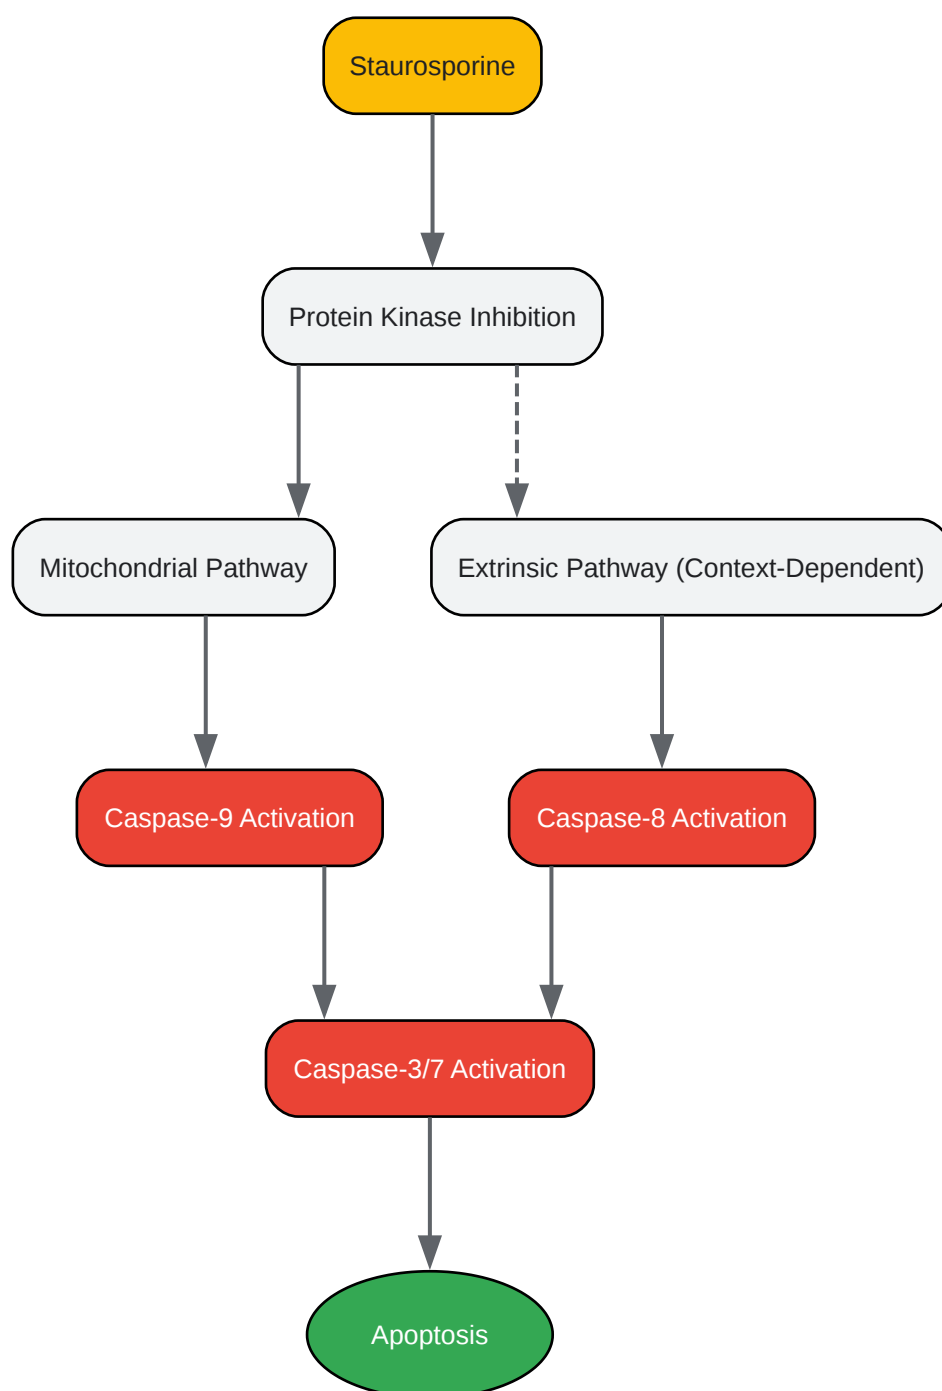 Staurosporine
Protein Kinase Inhibition
Mitochondrial Pathway
Extrinsic Pathway (Context-Dependent)
Caspase-9 Activation
Caspase-8 Activation
Caspase-3/7 Activation
Apoptosis